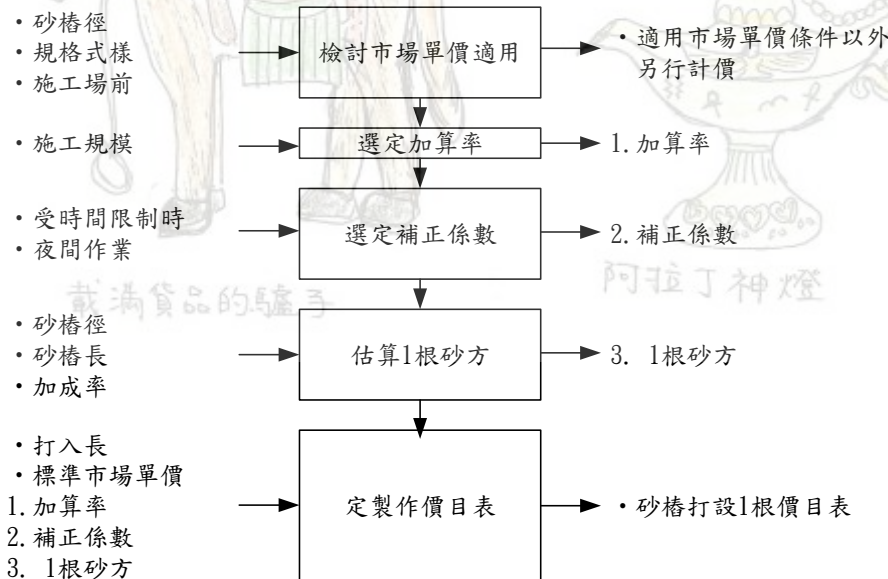 ・砂樁徑
・規格式樣
・施工場前
檢討市場單價適用
・適用市場單價條件以外
另行計價
・施工規模
選定加算率
1.加算率
・受時間限制時
・夜間作業
選定補正係數
2.補正係數
載滿貨品的驢子
阿拉丁神燈
・砂樁徑
・砂樁長
・加成率
估算1根砂方
3. 1根砂方
・打入長
・標準市場單價
1.加算率
2.補正係數
3. 1根砂方
定製作價目表
・砂樁打設1根價目表